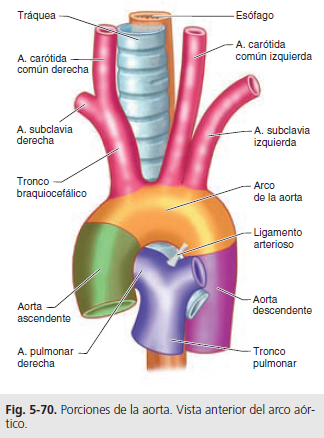 Tráquea
Esófago
A. carótida
común derecha
A. carótida
común izquierda
A. subclavia
derecha
A. subclavia
izquierda
Tronco
braquiocefálico
Arco
de la aorta
Ligamento
arterioso
Aorta
ascendente
Aorta
descendente
A. pulmonar
derecha
Tronco
pulmonar
Fig. 5-70. Porciones de la aorta. Vista anterior del arco aór-
tico.